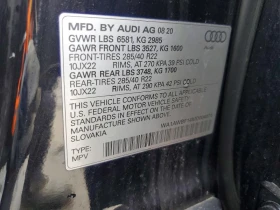 MFD. BY AUDI AG 08 20
GVWR LBS 6581, KG 2985
GAWR FRONT LBS 3527, KG 1600
FRONT-TIRES 285/40 R22
10JX22 RIMS, AT 270 KPA 39 PSI COLD
GAWR REAR LBS 3748, KG 1700
REAR-TIRES 285/40 R22
10JX22 RIMS, AT 290 KPA 42 PSI COLD
THIS VEHICLE CONFORMS TO ALL APPLICABLE
U.S. FEDERAL MOTOR VEHICLE SAFETY
STANDARDS IN EFFECT ON THE DATE OF
MANUFACTURE SHOWN ABOVE
SLOVAKIA
TYPE:
MPV